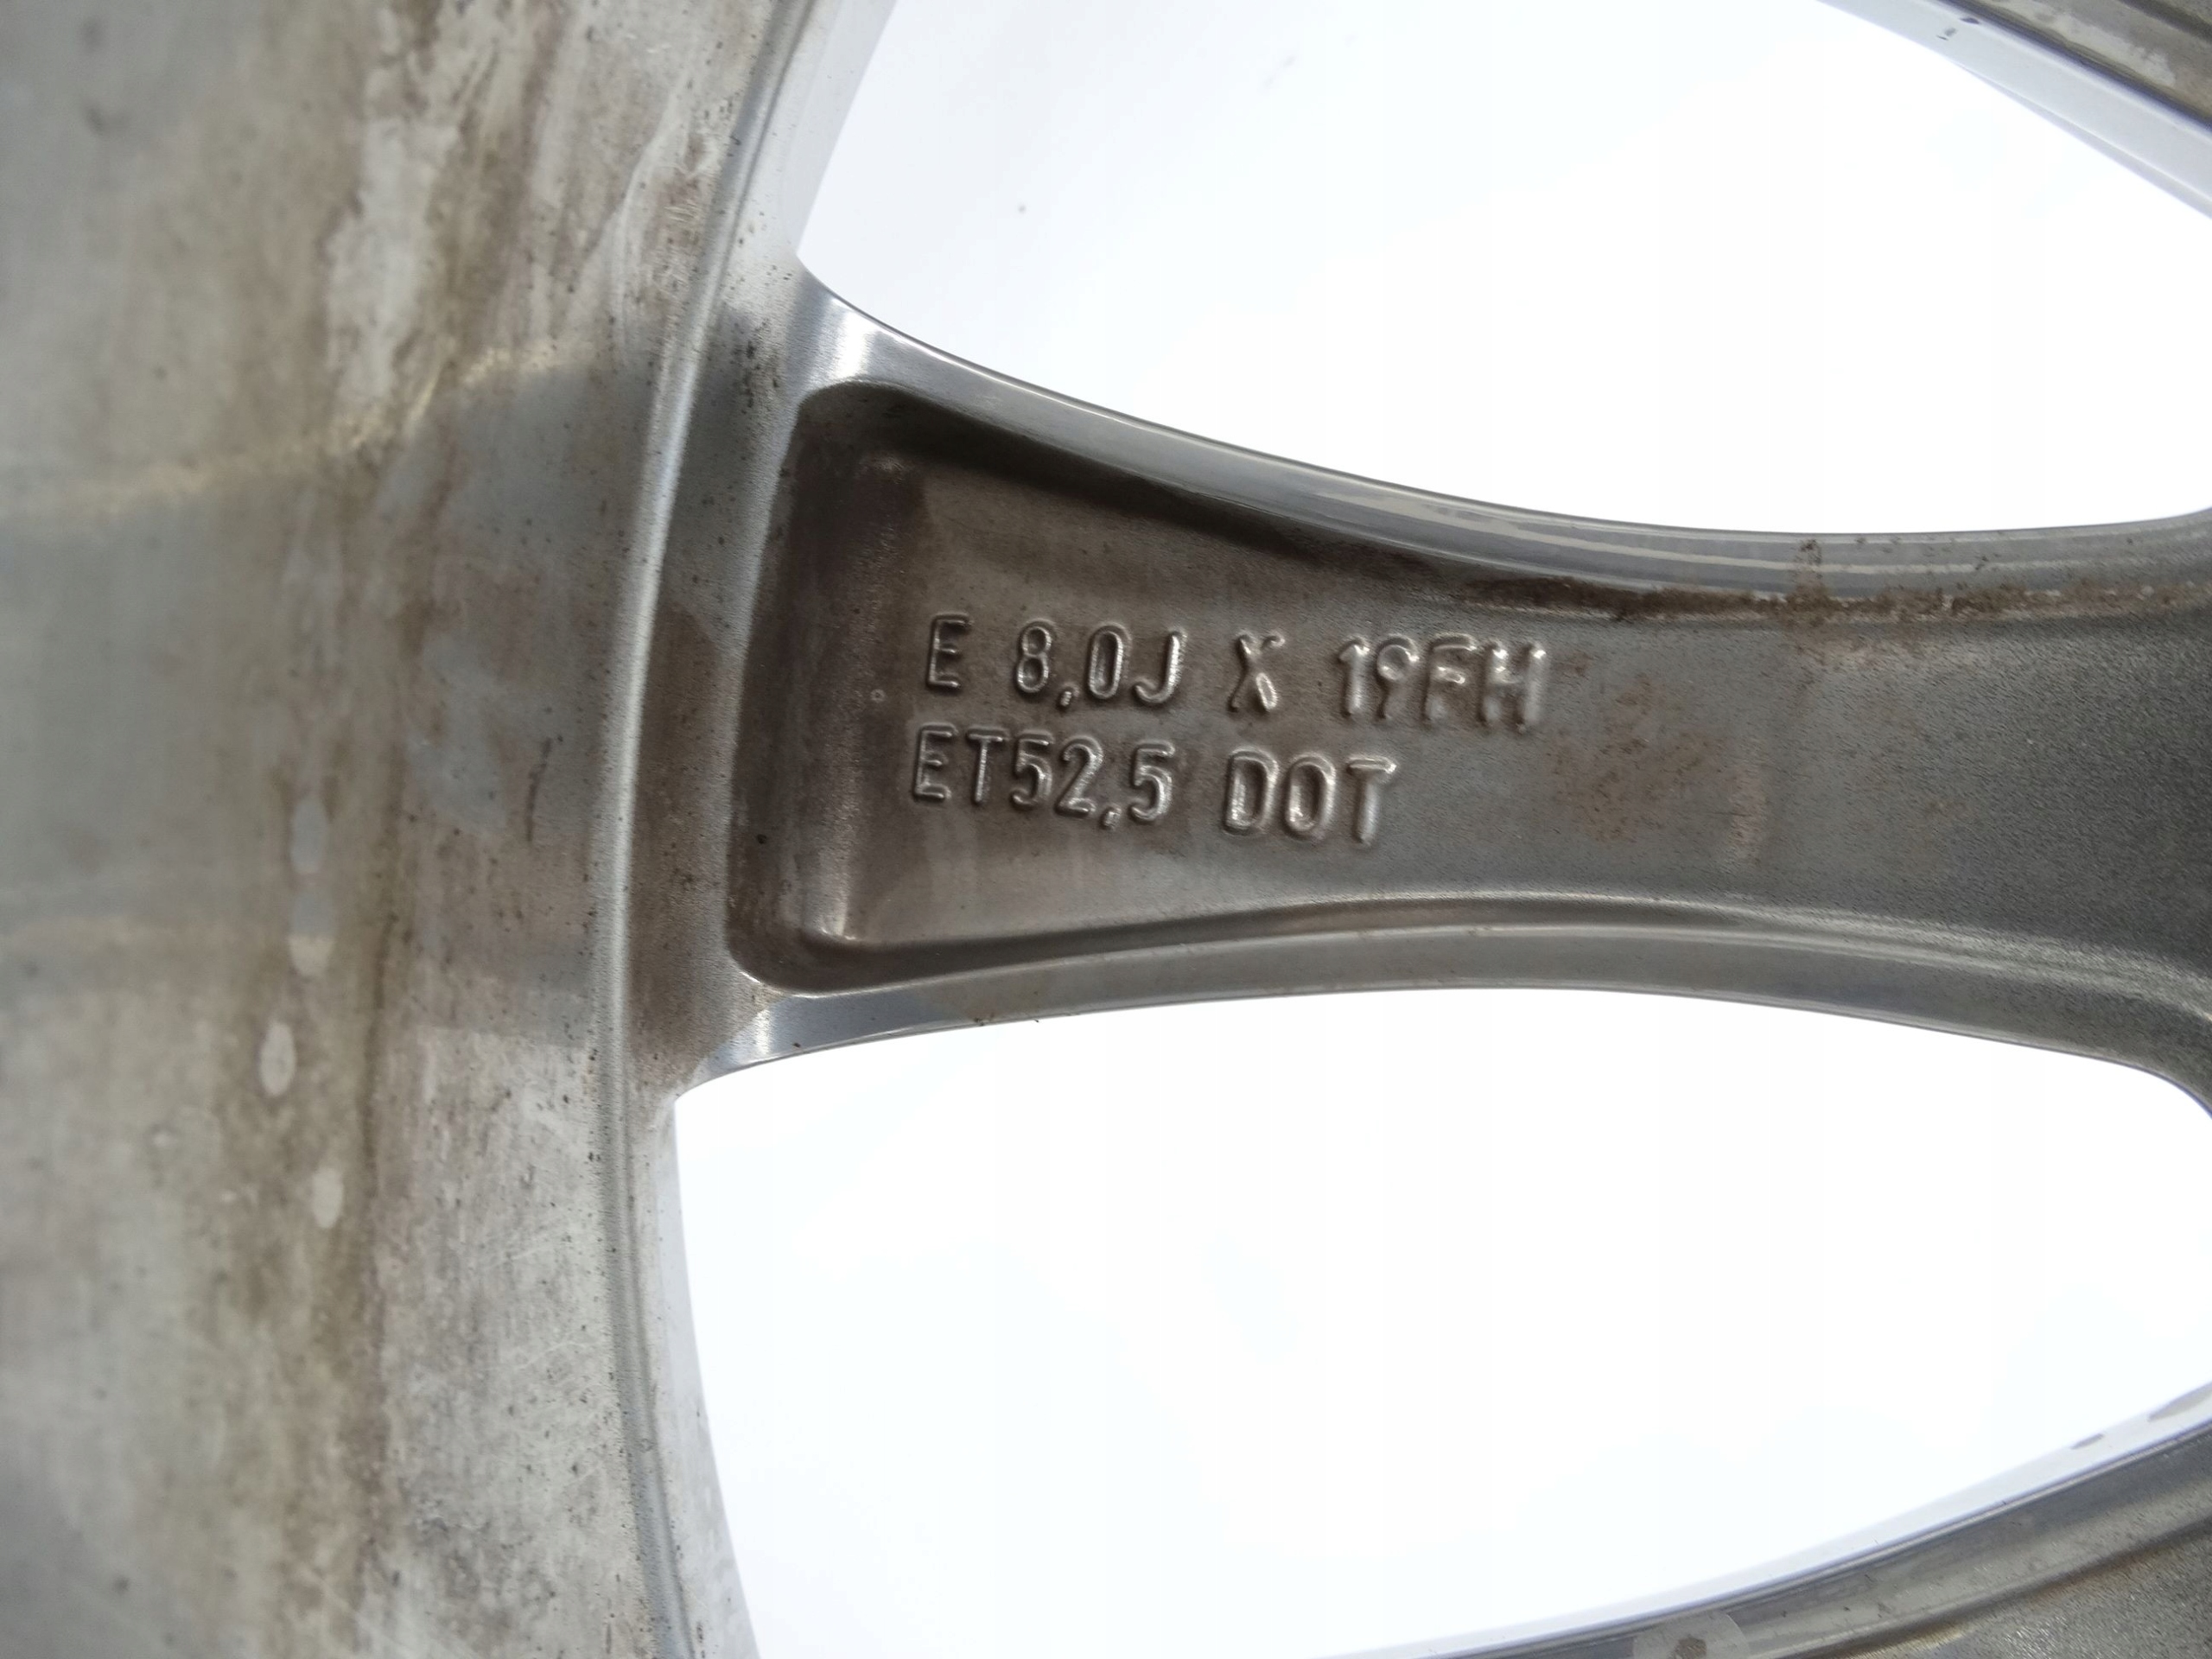 E 8,0J X 19FH
ET52,5 DOT